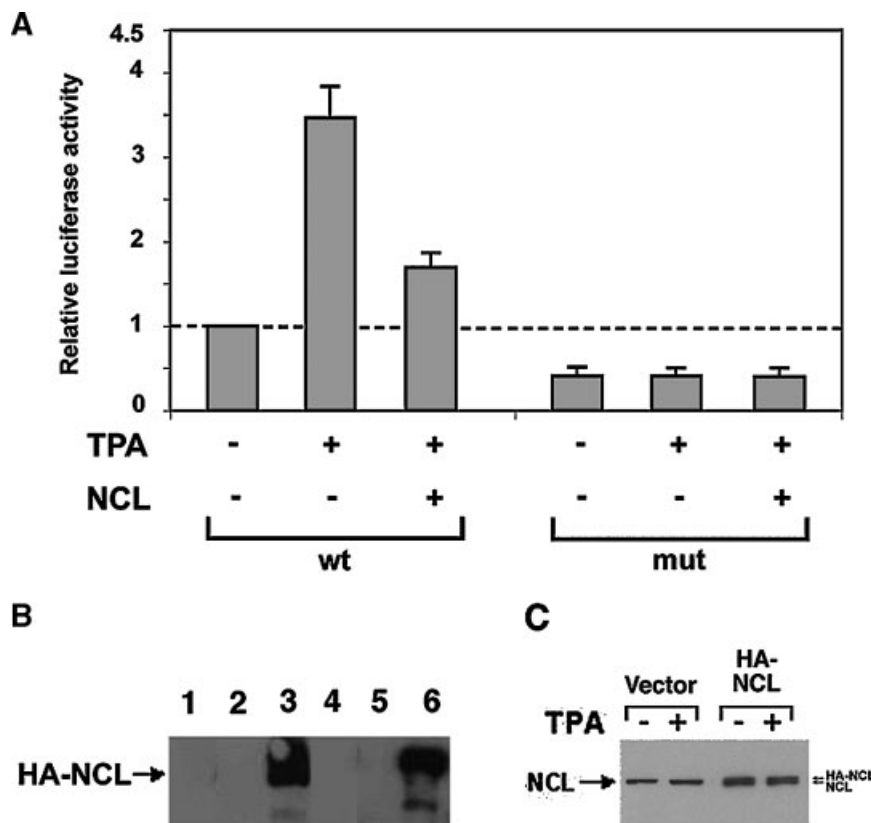 A
Relative luciferase activity
4.5
4
3
2
1
0
TPA - + + - + +
NCL - - + - - +
wt mut
B
1 2 3 4 5 6
HA-NCL
C
Vector HA-NCL
TPA - + - +
NCL
HA-NCL
NCL